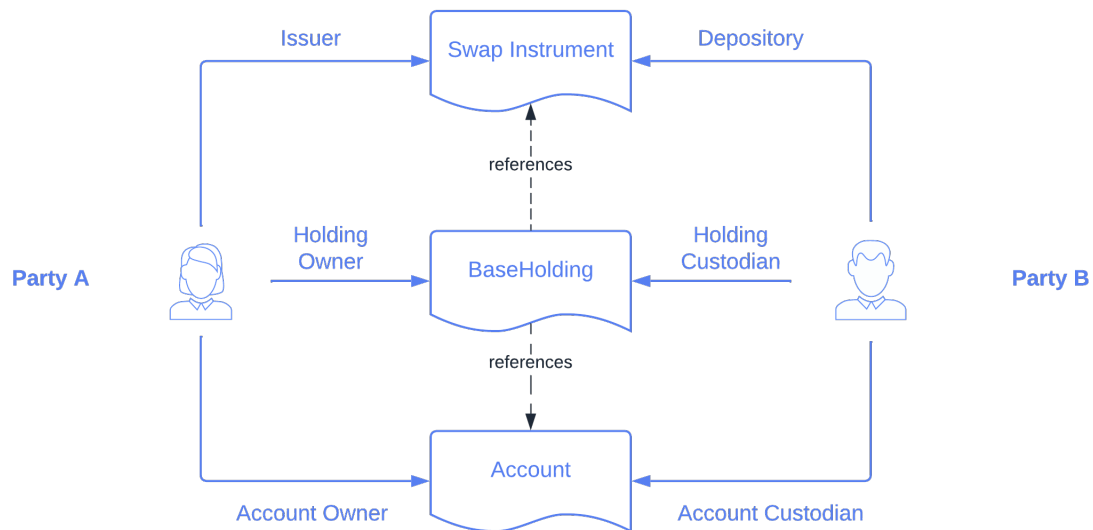 Issuer
Depository
Swap Instrument
references
Holding
Owner
Holding
Custodian
BaseHolding
Party A
Party B
references
Account
Account Owner
Account Custodian